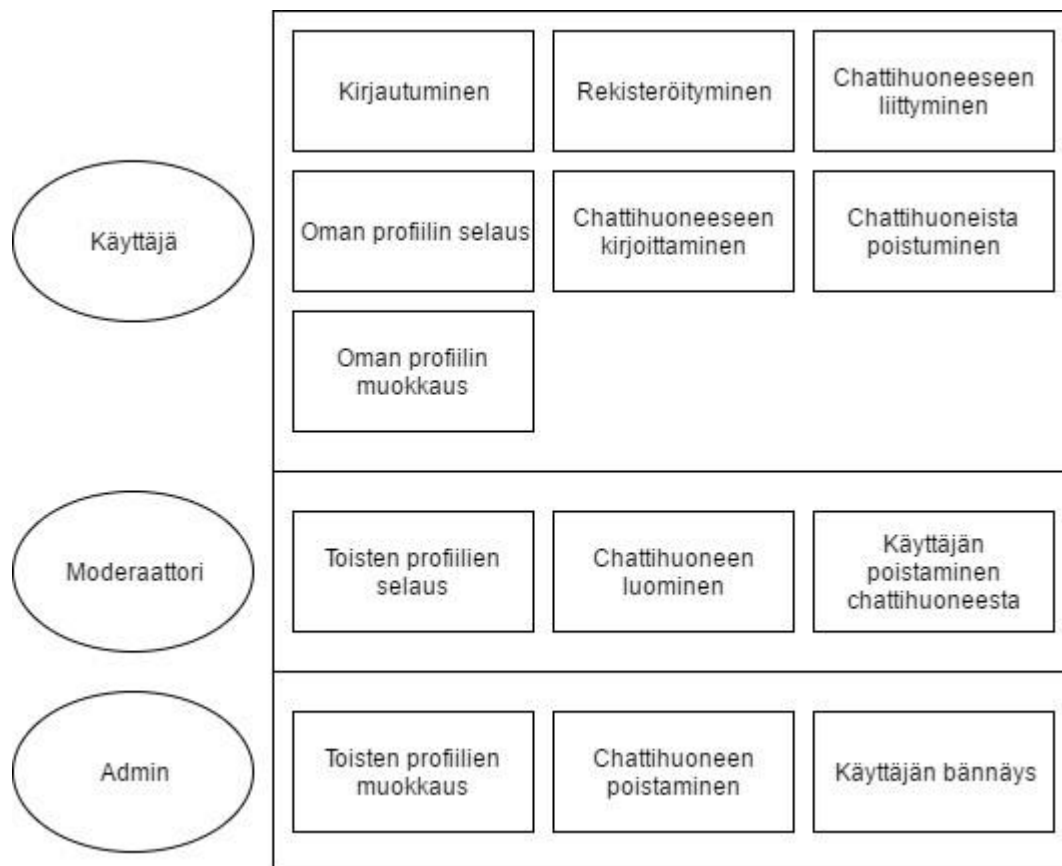 Käyttäjä
Kirjautuminen
Rekisteröityminen
Chattihuoneeseen
liittyminen
Oman profiilin selaus
Chattihuoneeseen
kirjoittaminen
Chattihuoneista
poistuminen
Oman profiilin
muokkaus
Moderaattori
Toisten profiilien
selaus
Chattihuoneen
luominen
Käyttäjän
poistaminen
chattihuoneesta
Admin
Toisten profiilien
muokkaus
Chattihuoneen
poistaminen
Käyttäjän bännäys